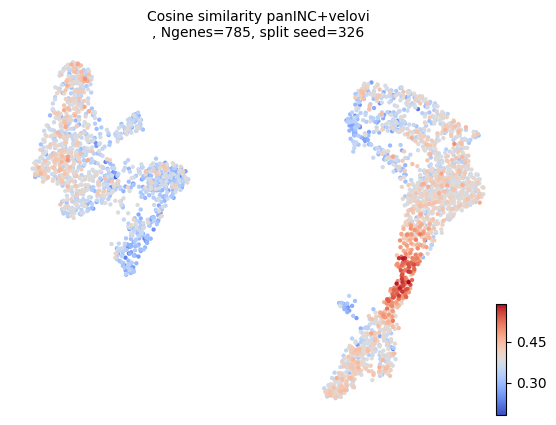 Cosine similarity panINC+velovi
, Ngenes=785, split seed=326
0.45
0.30